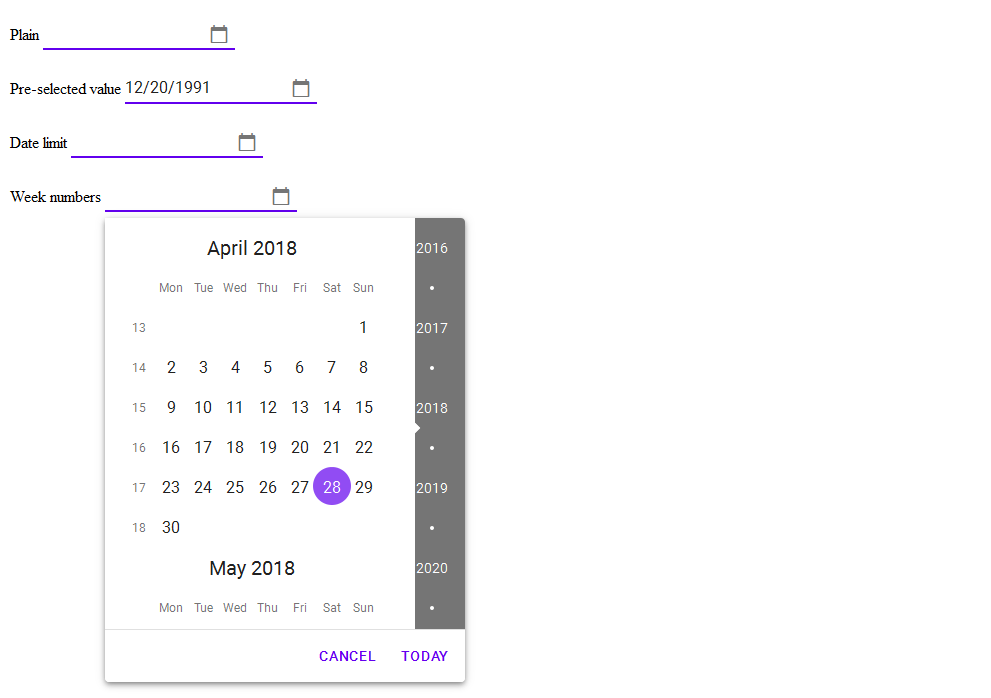 Plain
Pre-selected value 12/20/1991
Date limit
Week numbers
April 2018
Mon Tue Wed Thu Fri Sat Sun
13 1
14 2 3 4 5 6 7 8
15 9 10 11 12 13 14 15
16 16 17 18 19 20 21 22
17 23 24 25 26 27 28 29
18 30
May 2018
Mon Tue Wed Thu Fri Sat Sun
2016
2017
2018
2019
2020
CANCEL TODAY